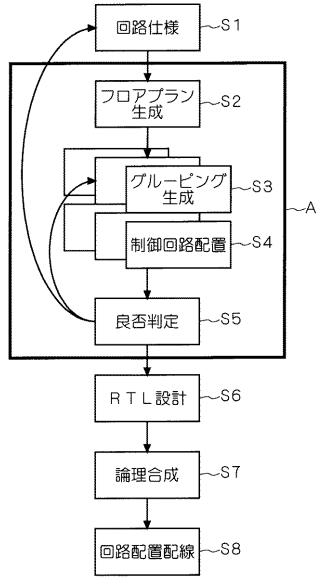 回路仕様 S1
フロアプラン
生成 S2
グルーピング
生成 S3
A
制御回路配置 S4
良否判定 S5
RTL設計 S6
論理合成 S7
回路配置配線 S8